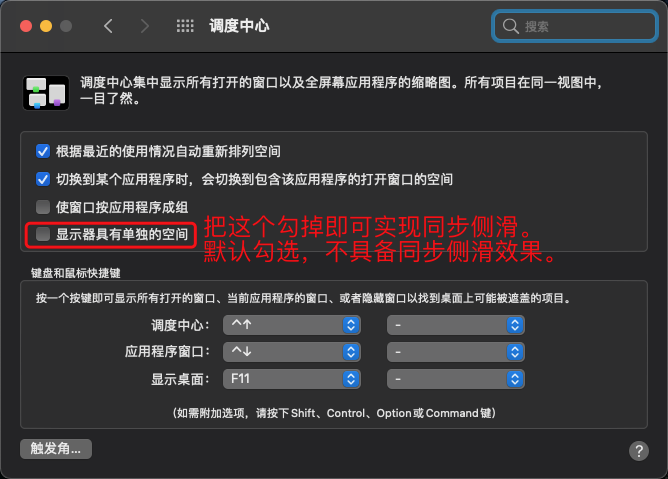 调度中心
搜索
调度中心集中显示所有打开的窗口以及全屏幕应用程序的缩略图。所有项目在同一视图中，
一目了然。
根据最近的使用情况自动重新排列空间
切换到某个应用程序时，会切换到包含该应用程序的打开窗口的空间
使窗口按应用程序成组
显示器具有单独的空间
把这个勾掉即可实现同步侧滑。
默认勾选，不具备同步侧滑效果。
键盘和鼠标快捷键
按一个按键即可显示所有打开的窗口、当前应用程序的窗口、或者隐藏窗口以找到桌面上可能被遮盖的项目。
调度中心： ^↑ -
应用程序窗口： ^↓ -
显示桌面： F11 -
（如需附加选项，请按下 Shift、Control、Option 或 Command 键）
触发角... ?